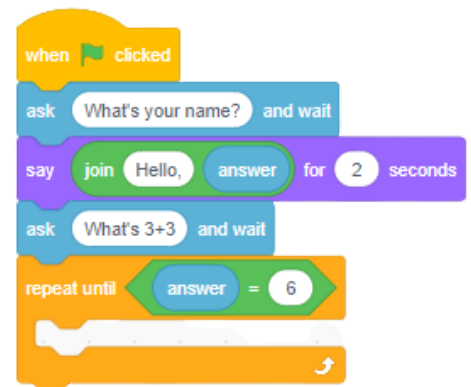 when clicked
ask What's your name? and wait
say join Hello, answer for 2 seconds
ask What's 3+3 and wait
repeat until answer = 6